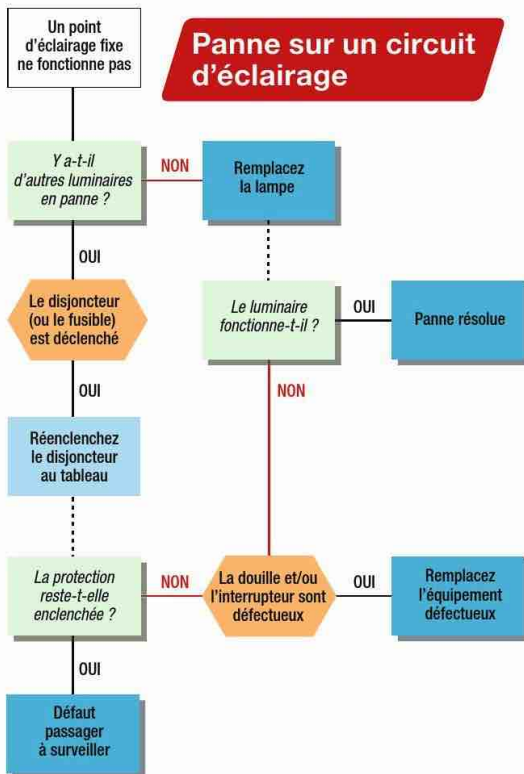 Un point
d'éclairage fixe
ne fonctionne pas
Panne sur un circuit
d'éclairage
Y a-t-il
d'autres luminaires
en panne ?
NON
Remplacez
la lampe
OUI
Le disjoncteur
(ou le fusible)
est déclenché
Le luminaire
fonctionne-t-il ?
OUI
Panne résolue
OUI
NON
Réenclenchez
le disjoncteur
au tableau
La protection
reste-t-elle
enclenchée ?
NON
La douille et/ou
l'interrupteur sont
défectueux
OUI
Remplacez
l'équipement
défectueux
OUI
Défaut
passager
à surveiller